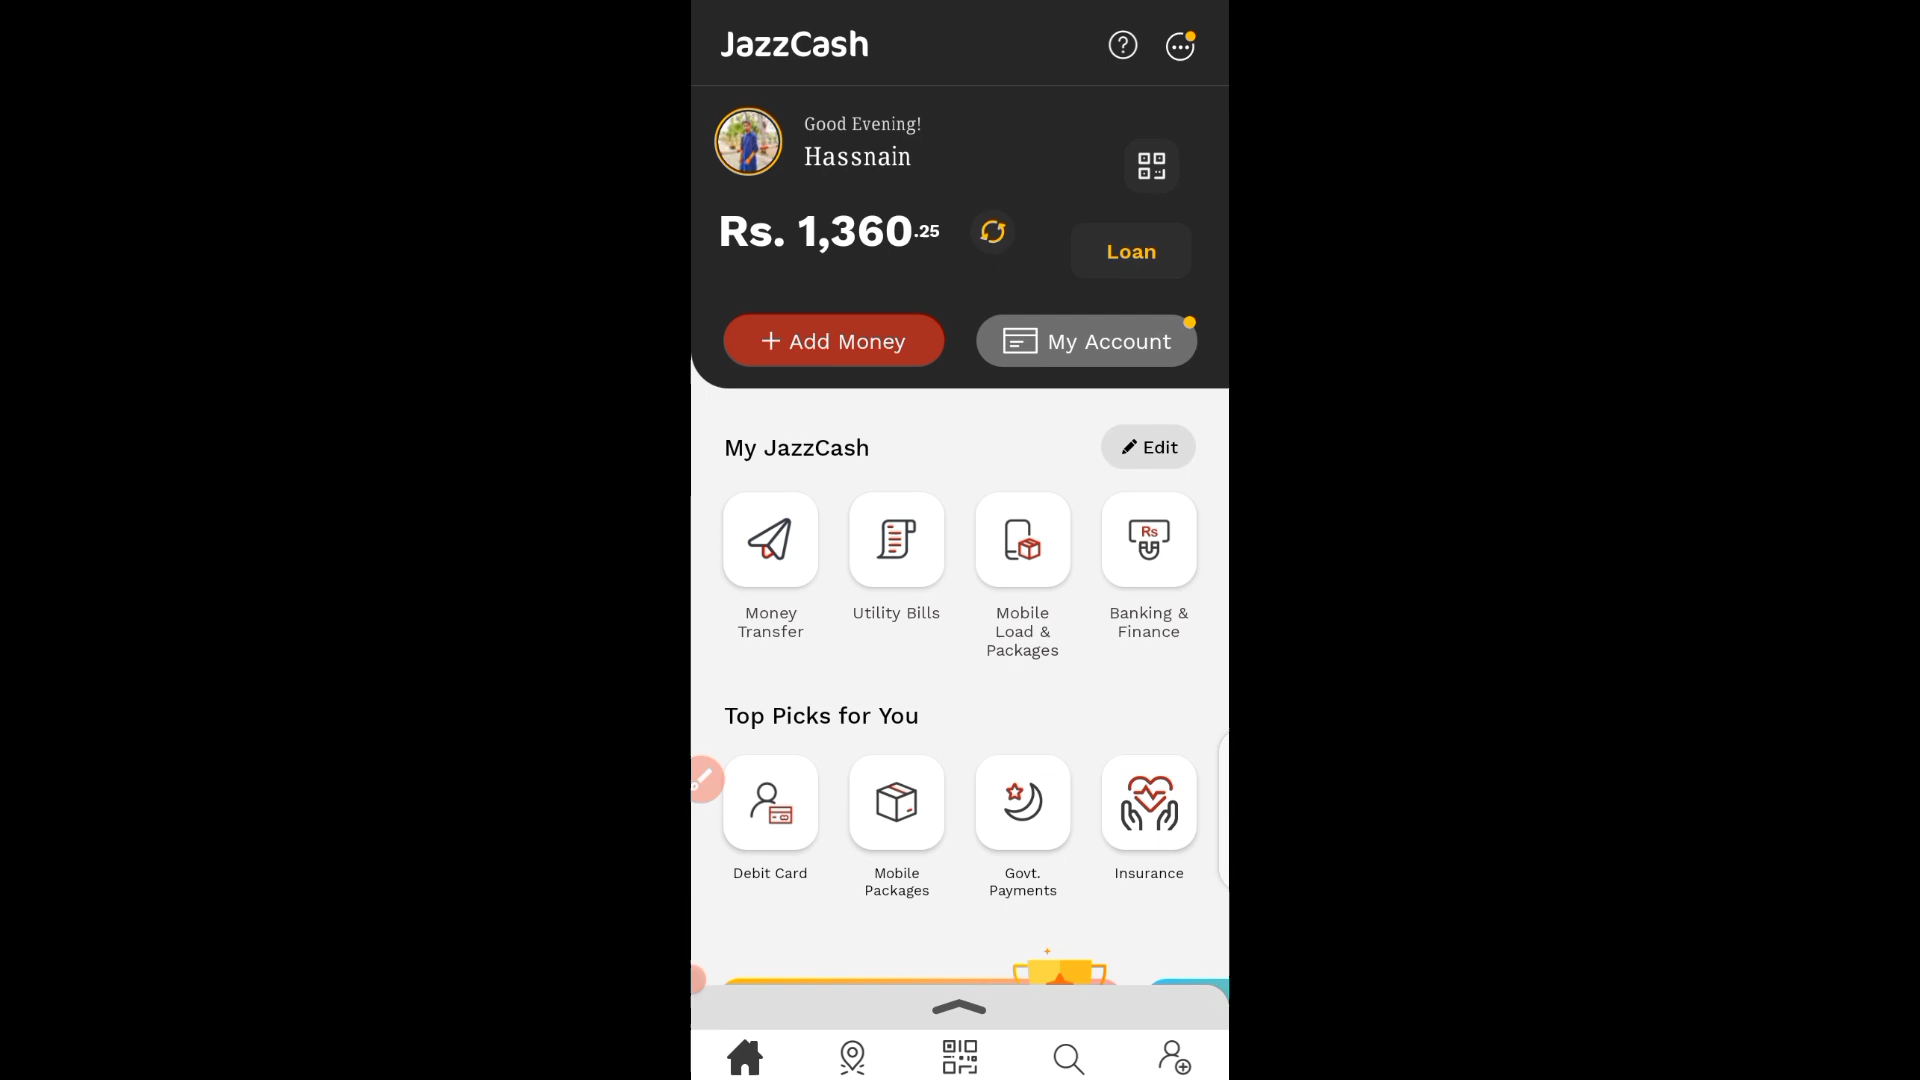 JazzCash
Good Evening!
Hassnain
Rs. 1,360.25
Loan
+ Add Money
My Account
My JazzCash
Edit
Rs
Money
Transfer
Utility Bills
Mobile
Load &
Packages
Banking &
Finance
Top Picks for You
Debit Card
Mobile
Packages
Govt.
Payments
Insurance